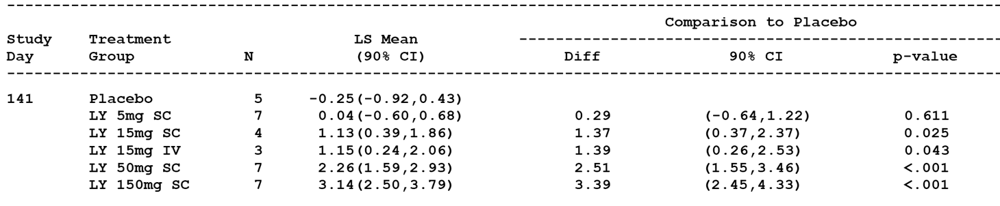 Comparison to Placebo
Study Treatment LS Mean
Day Group N (90% CI) Diff 90% CI p-value
141 Placebo 5 -0.25(-0.92,0.43)
LY 5mg SC 7 0.04(-0.60,0.68) 0.29 (-0.64,1.22) 0.611
LY 15mg SC 4 1.13(0.39,1.86) 1.37 (0.37,2.37) 0.025
LY 15mg IV 3 1.15(0.24,2.06) 1.39 (0.26,2.53) 0.043
LY 50mg SC 7 2.26(1.59,2.93) 2.51 (1.55,3.46) <.001
LY 150mg SC 7 3.14(2.50,3.79) 3.39 (2.45,4.33) <.001